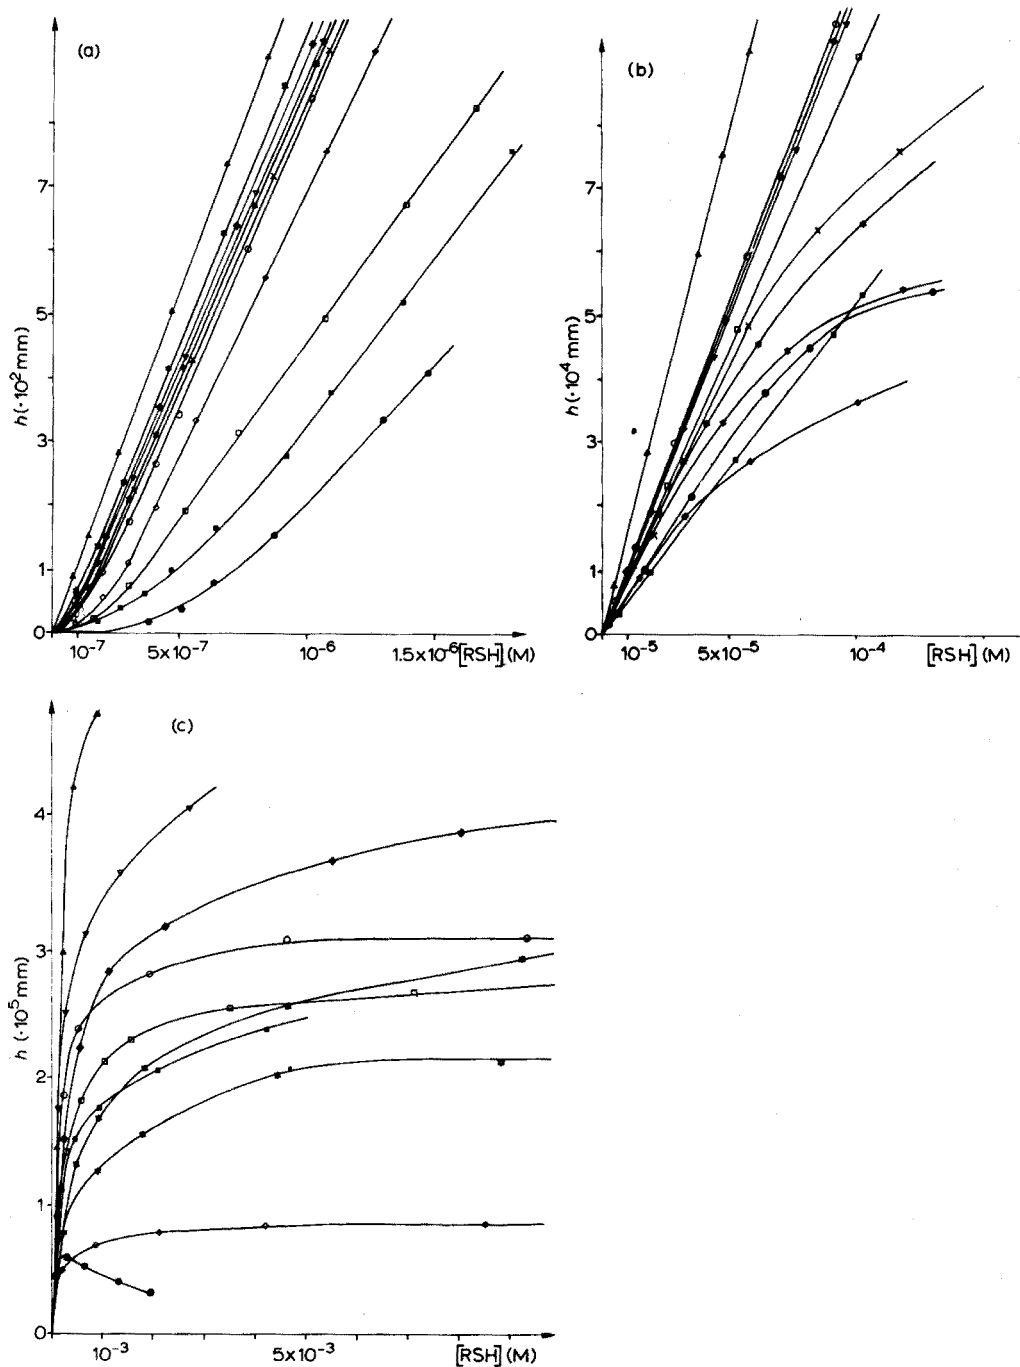 (a)
h (·10² mm)
7
5
3
1
0
10⁻⁷ 5x10⁻⁷ 10⁻⁶ 1.5x10⁻⁶ [RSH] (M)
(b)
h (·10⁴ mm)
7
5
3
1
0
10⁻⁵ 5x10⁻⁵ 10⁻⁴ [RSH] (M)
(c)
h (·10⁵ mm)
4
3
2
1
0
10⁻³ 5x10⁻³ [RSH] (M)